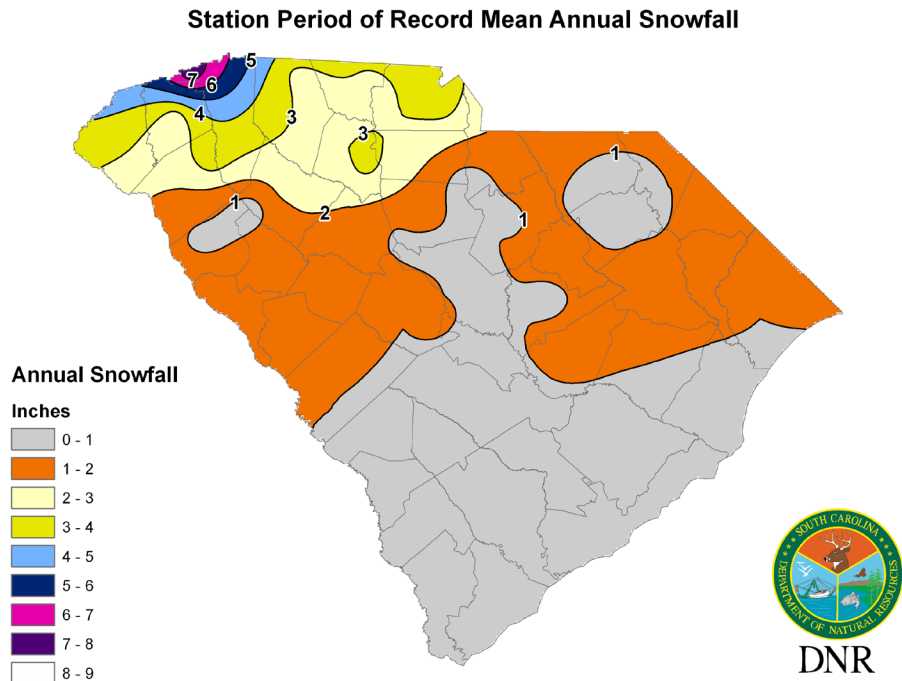 Station Period of Record Mean Annual Snowfall
5
7
6
4
3
3
1
1
2
1
Annual Snowfall
Inches
0 - 1
1 - 2
2 - 3
3 - 4
4 - 5
5 - 6
6 - 7
7 - 8
8 - 9
SOUTH CAROLINA
DEPARTMENT OF NATURAL RESOURCES
DNR